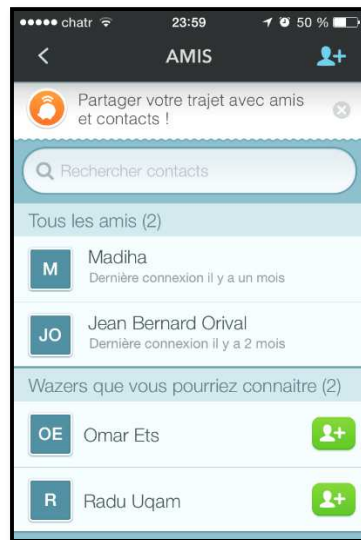 chatr 23:59 50 %
AMIS
Partager votre trajet avec amis
et contacts !
Rechercher contacts
Tous les amis (2)
M Madiha
Dernière connexion il y a un mois
JO Jean Bernard Orival
Dernière connexion il y a 2 mois
Wazers que vous pourriez connaitre (2)
OE Omar Ets
R Radu Uqam